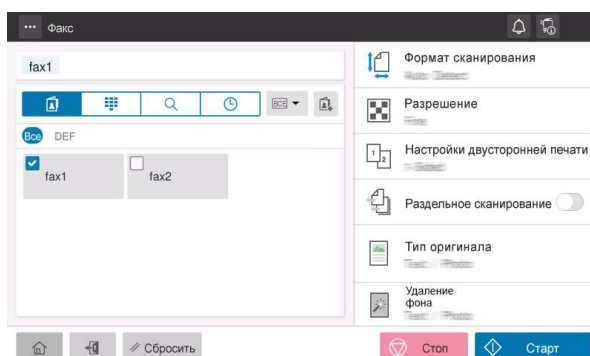 Факс
fax1
ВСЕ
Все DEF
fax1
fax2
Формат сканирования
Разрешение
Настройки двусторонней печати
Раздельное сканирование
Тип оригинала
Удаление
фона
Сбросить
Стоп
Старт